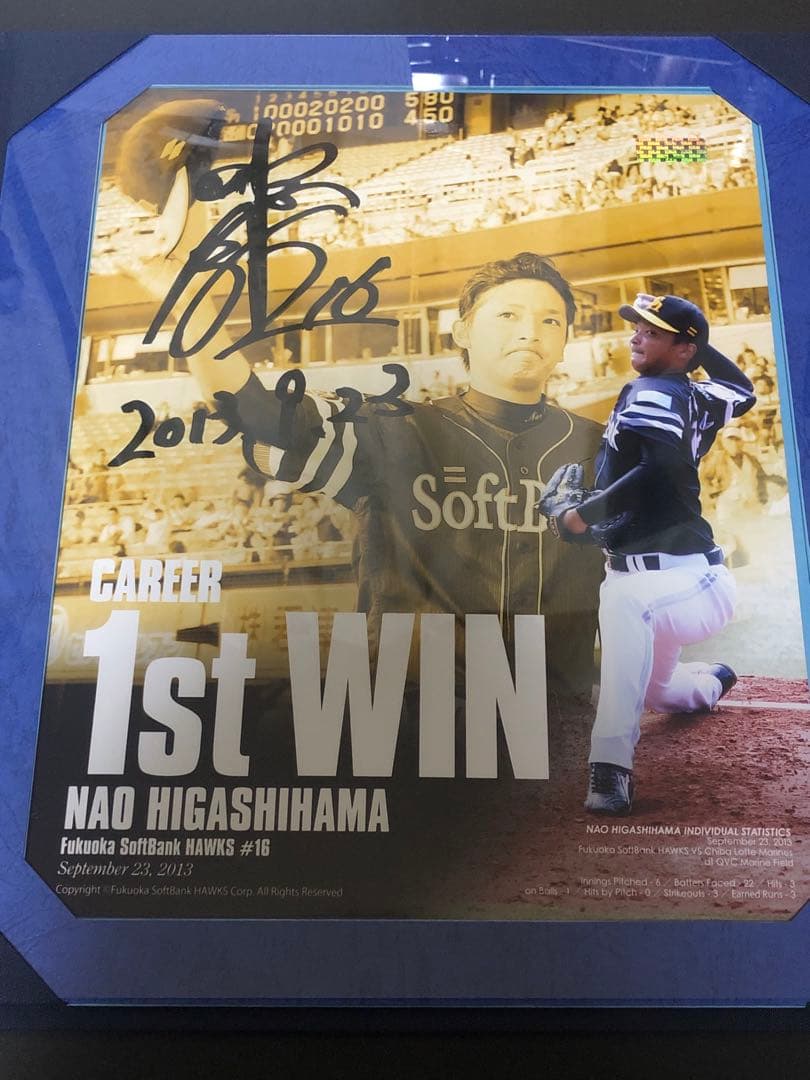 100020200 580
0001010 450
16
2013.9.23
SoftB
CAREER
1st WIN
NAO HIGASHIHAMA
Fukuoka SoftBank HAWKS #16
September 23, 2013
Copyright ©Fukuoka SoftBank HAWKS Corp. All Rights Reserved
NAO HIGASHIHAMA INDIVIDUAL STATISTICS
September 23, 2013
Fukuoka SoftBank HAWKS VS Chiba Lotte Marines
at QVC Marine Field
Innings Pitched - 6 / Batters Faced - 22 / Hits - 3
on Balls - 1 / Hits by Pitch - 0 / Strikeouts - 3 / Earned Runs - 3